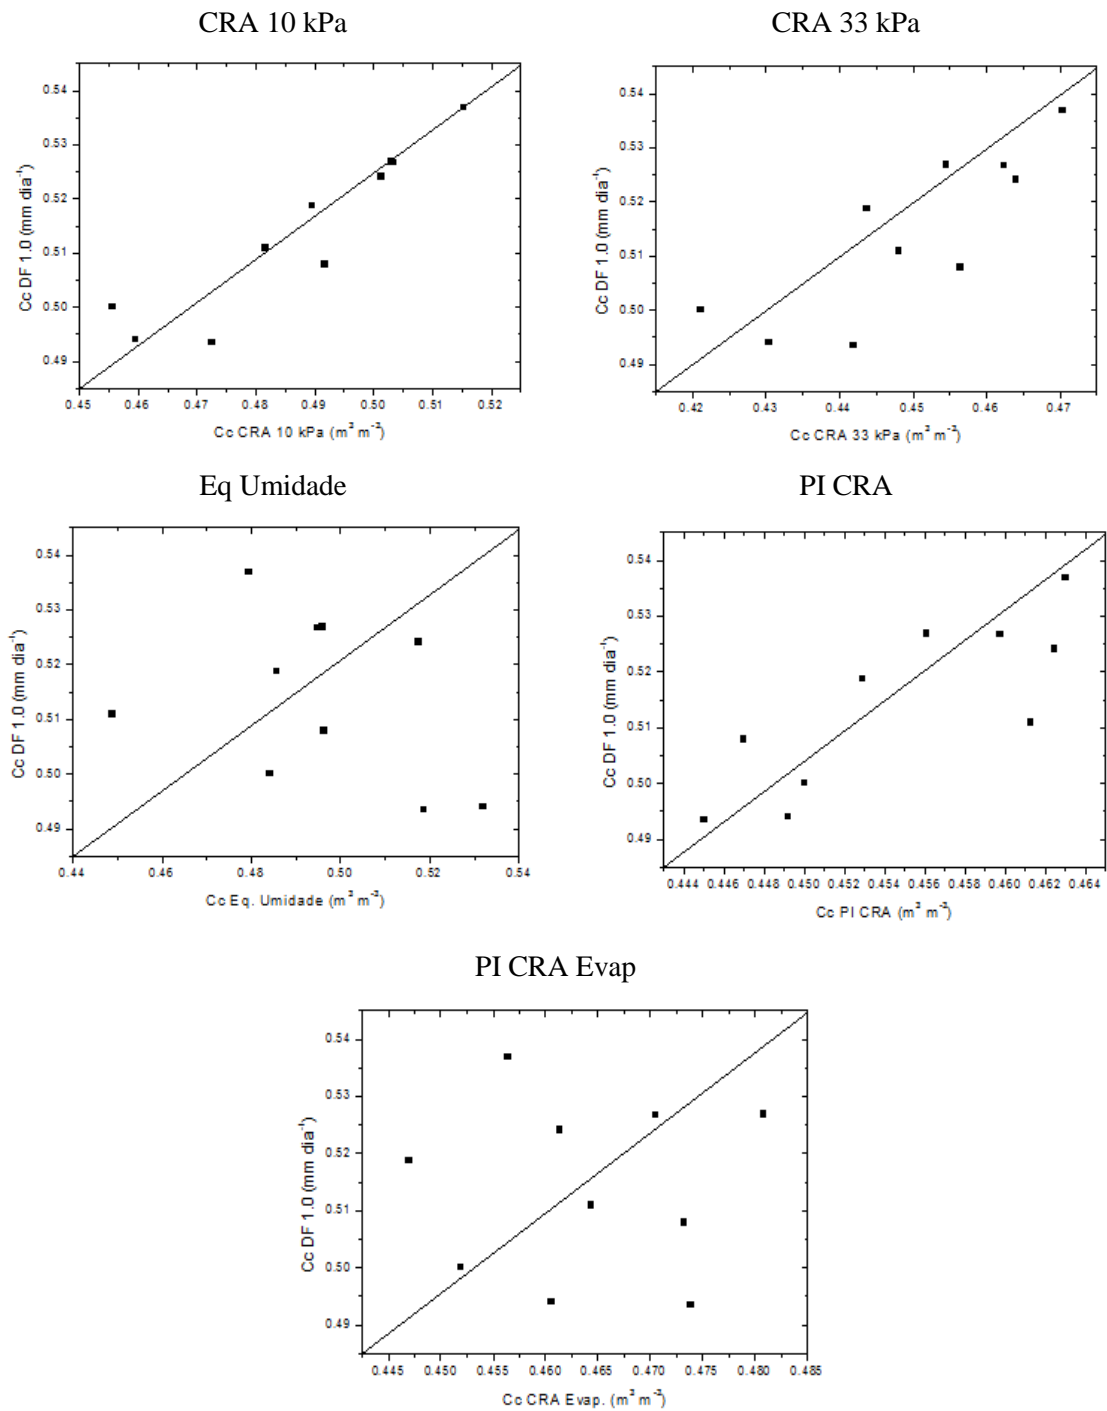 CRA 10 kPa
0.54
0.53
0.52
0.51
0.50
0.49
Cc DF 1.0 (mm dia⁻¹)
0.45 0.46 0.47 0.48 0.49 0.50 0.51 0.52
Cc CRA 10 kPa (m³ m⁻³)
CRA 33 kPa
0.54
0.53
0.52
0.51
0.50
0.49
Cc DF 1.0 (mm dia⁻¹)
0.42 0.43 0.44 0.45 0.46 0.47
Cc CRA 33 kPa (m³ m⁻³)
Eq Umidade
0.54
0.53
0.52
0.51
0.50
0.49
Cc DF 1.0 (mm dia⁻¹)
0.44 0.46 0.48 0.50 0.52 0.54
Cc Eq. Umidade (m³ m⁻³)
PI CRA
0.54
0.53
0.52
0.51
0.50
0.49
Cc DF 1.0 (mm dia⁻¹)
0.444 0.446 0.448 0.450 0.452 0.454 0.456 0.458 0.460 0.462 0.464
Cc PI CRA (m³ m⁻³)
PI CRA Evap
0.54
0.53
0.52
0.51
0.50
0.49
Cc DF 1.0 (mm dia⁻¹)
0.445 0.450 0.455 0.460 0.465 0.470 0.475 0.480 0.485
Cc CRA Evap. (m³ m⁻³)